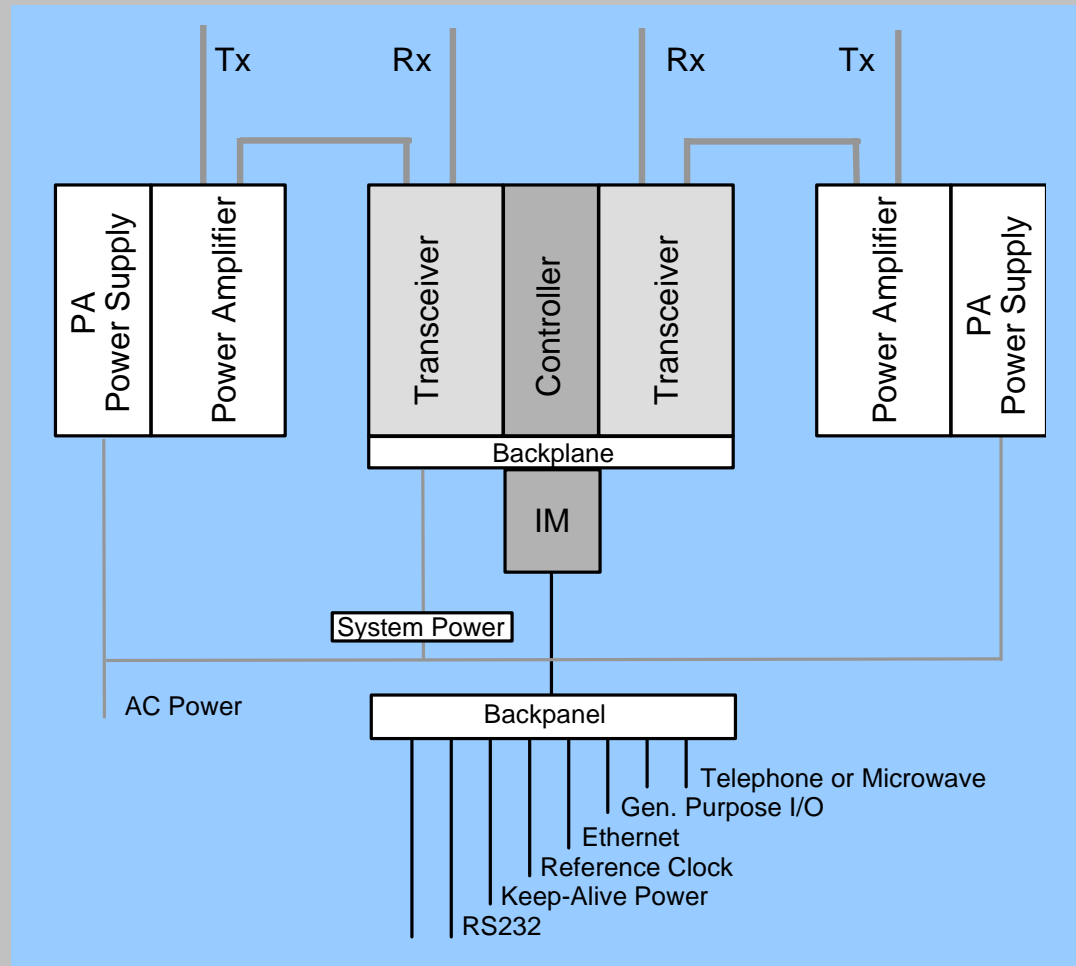 Tx
Rx
Rx
Tx
PA
Power Supply
Power Amplifier
Transceiver
Controller
Transceiver
Power Amplifier
PA
Power Supply
Backplane
IM
System Power
AC Power
Backpanel
Telephone or Microwave
Gen. Purpose I/O
Ethernet
Reference Clock
Keep-Alive Power
RS232